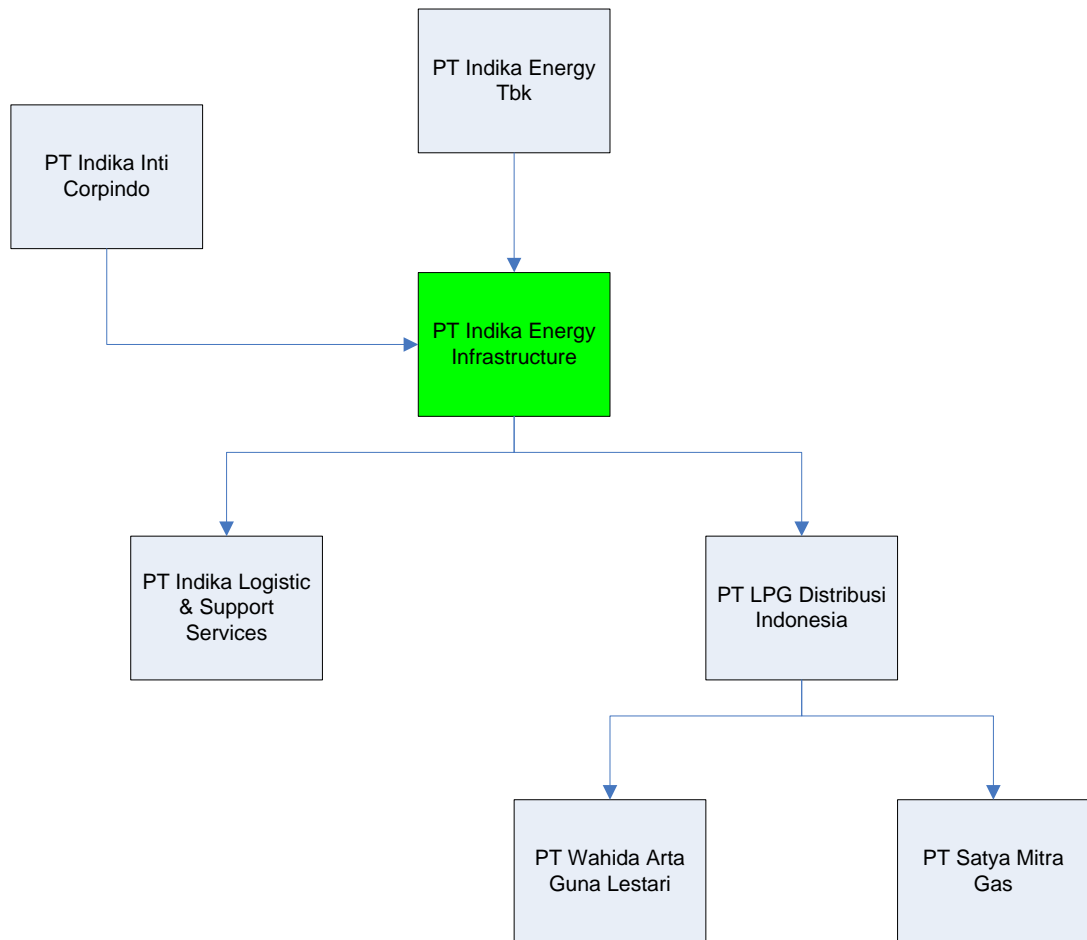 PT Indika Energy
Tbk
PT Indika Inti
Corpindo
PT Indika Energy
Infrastructure
PT Indika Logistic
& Support
Services
PT LPG Distribusi
Indonesia
PT Wahida Arta
Guna Lestari
PT Satya Mitra
Gas